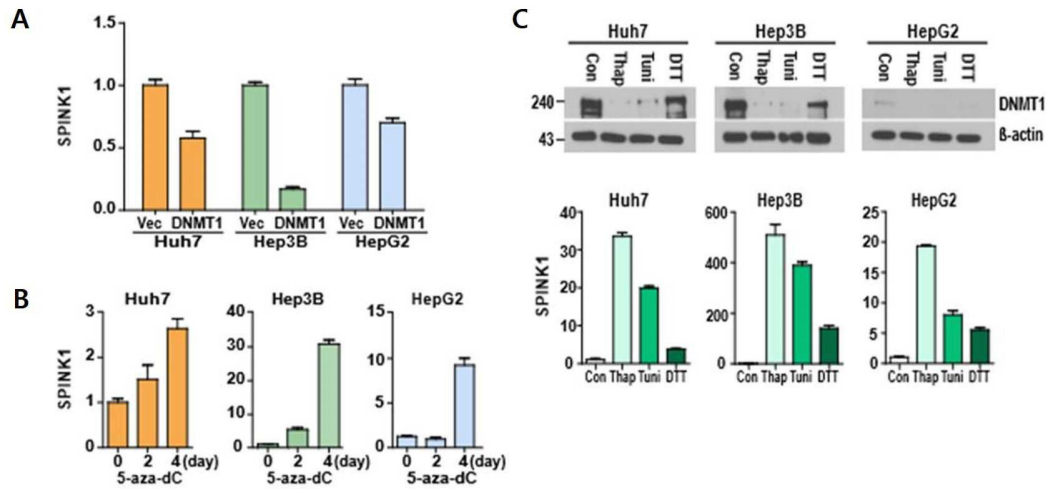 A
1.5
1.0
0.5
0.0
SPINK1
Vec DNMT1 Vec DNMT1 Vec DNMT1
Huh7 Hep3B HepG2
B
Huh7 Hep3B HepG2
SPINK1
3 40 15
2 30 10
1 20 5
0 10 0
0
0 2 4(day) 0 2 4(day) 0 2 4(day)
5-aza-dC 5-aza-dC 5-aza-dC
C
Huh7 Hep3B HepG2
Con Thap Tuni DTT Con Thap Tuni DTT Con Thap Tuni DTT
240 DNMT1
43 ß-actin
Huh7 Hep3B HepG2
SPINK1
40 600 25
30 400 20
20 200 15
10 0 10
0 5
0
Con Thap Tuni DTT Con Thap Tuni DTT Con Thap Tuni DTT